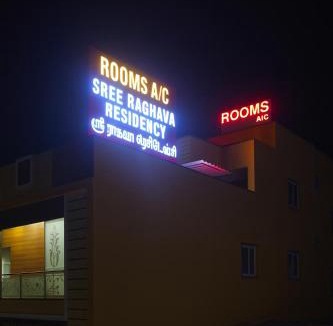 ROOMS A/C
SREE RAGHAVA
RESIDENCY
ஸ்ரீ ராகவா ரெசிடென்சி
ROOMS
A/C